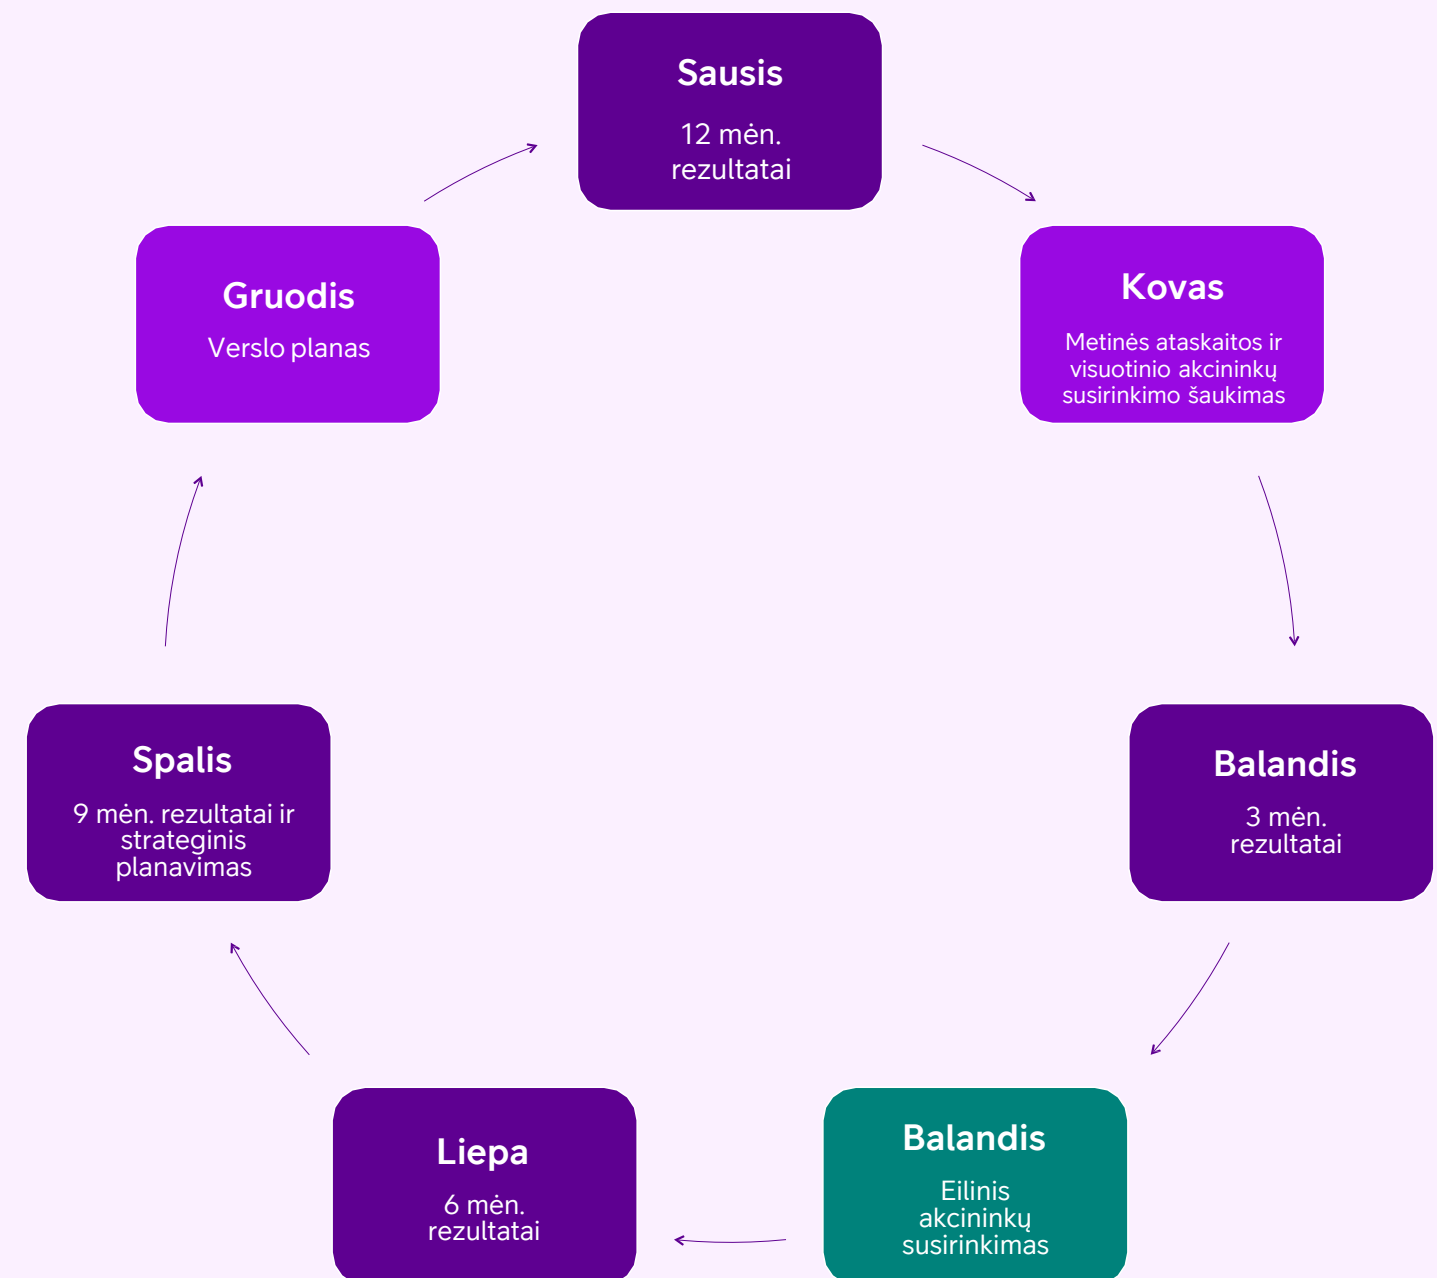 Sausis
12 mėn.
rezultatai
Kovas
Metinės ataskaitos ir
visuotinio akcininkų
susirinkimo šaukimas
Balandis
3 mėn.
rezultatai
Balandis
Eilinis
akcininkų
susirinkimas
Liepa
6 mėn.
rezultatai
Spalis
9 mėn. rezultatai ir
strateginis
planavimas
Gruodis
Verslo planas